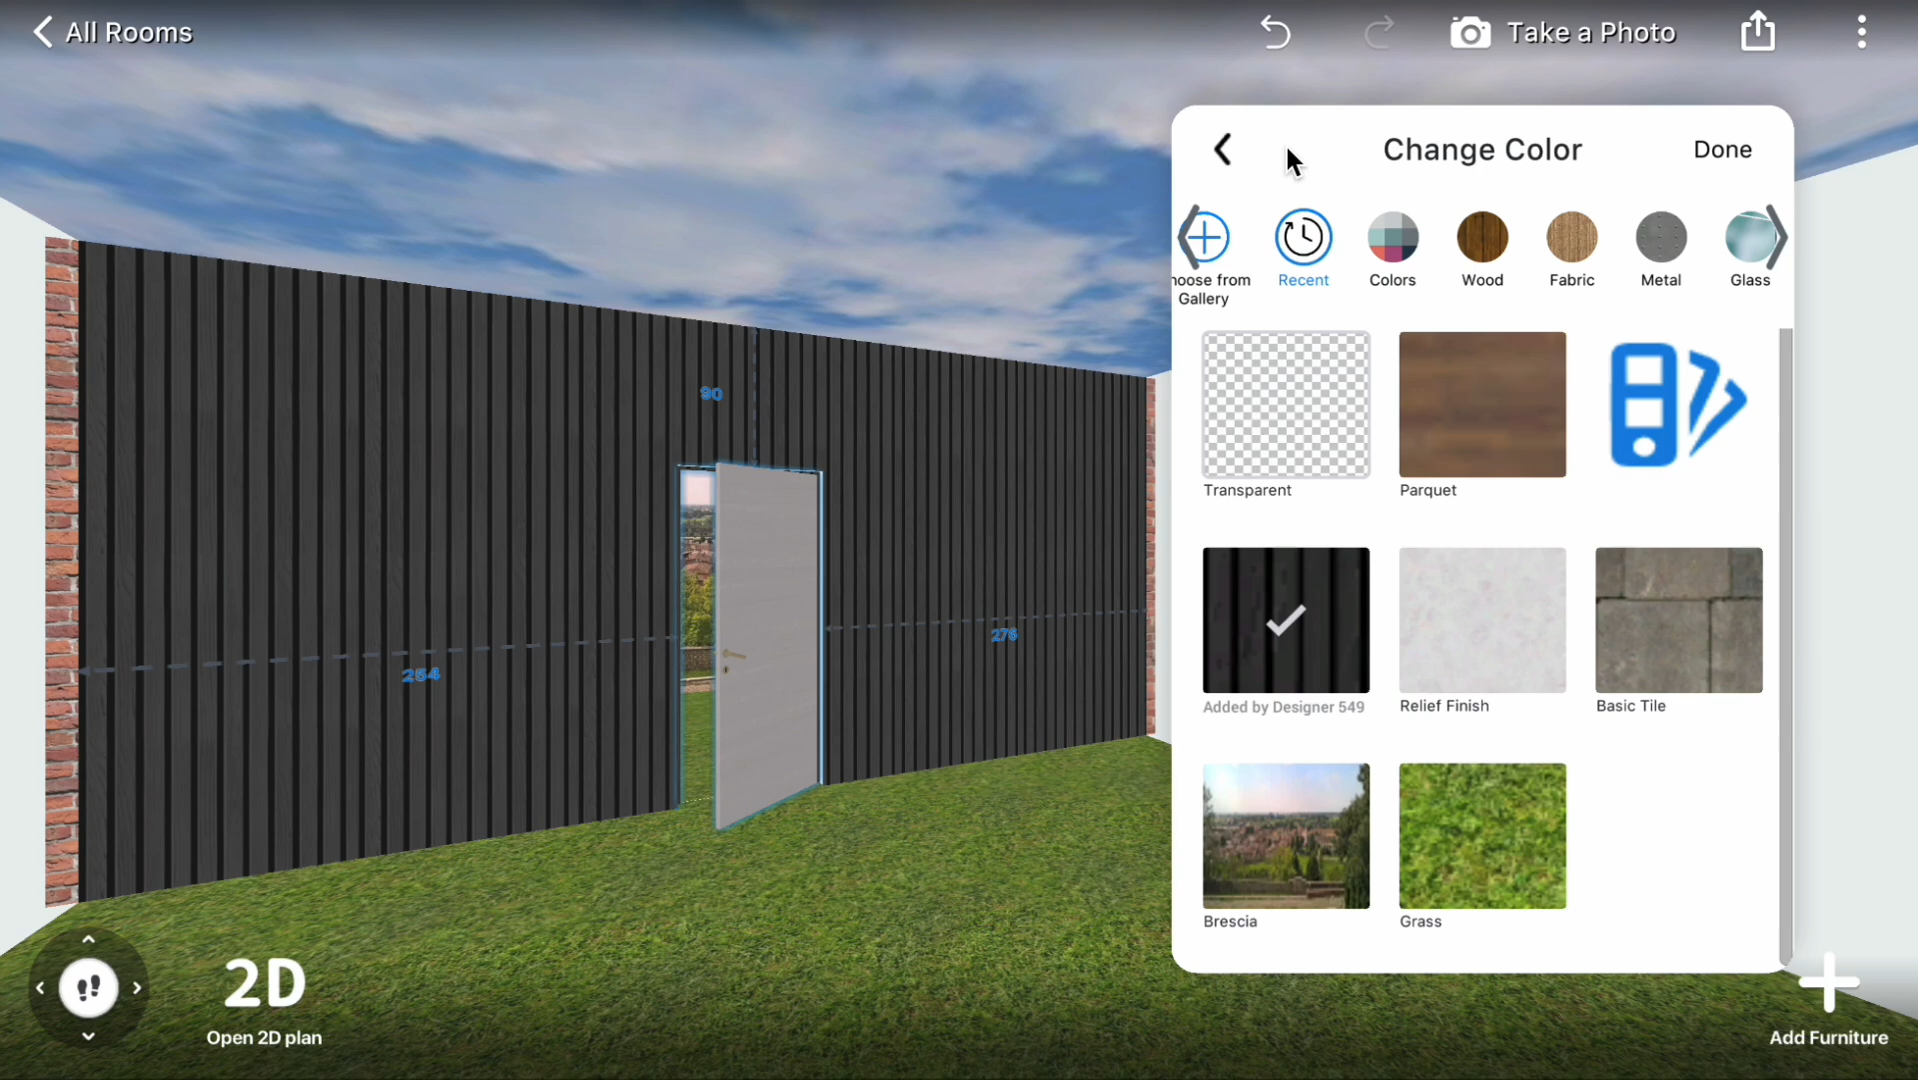 All Rooms
Take a Photo
Change Color
Done
hoose from
Gallery
Recent
Colors
Wood
Fabric
Metal
Glass
Transparent
Parquet
Added by Designer 549
Relief Finish
Basic Tile
Brescia
Grass
90
254
276
2D
Open 2D plan
Add Furniture